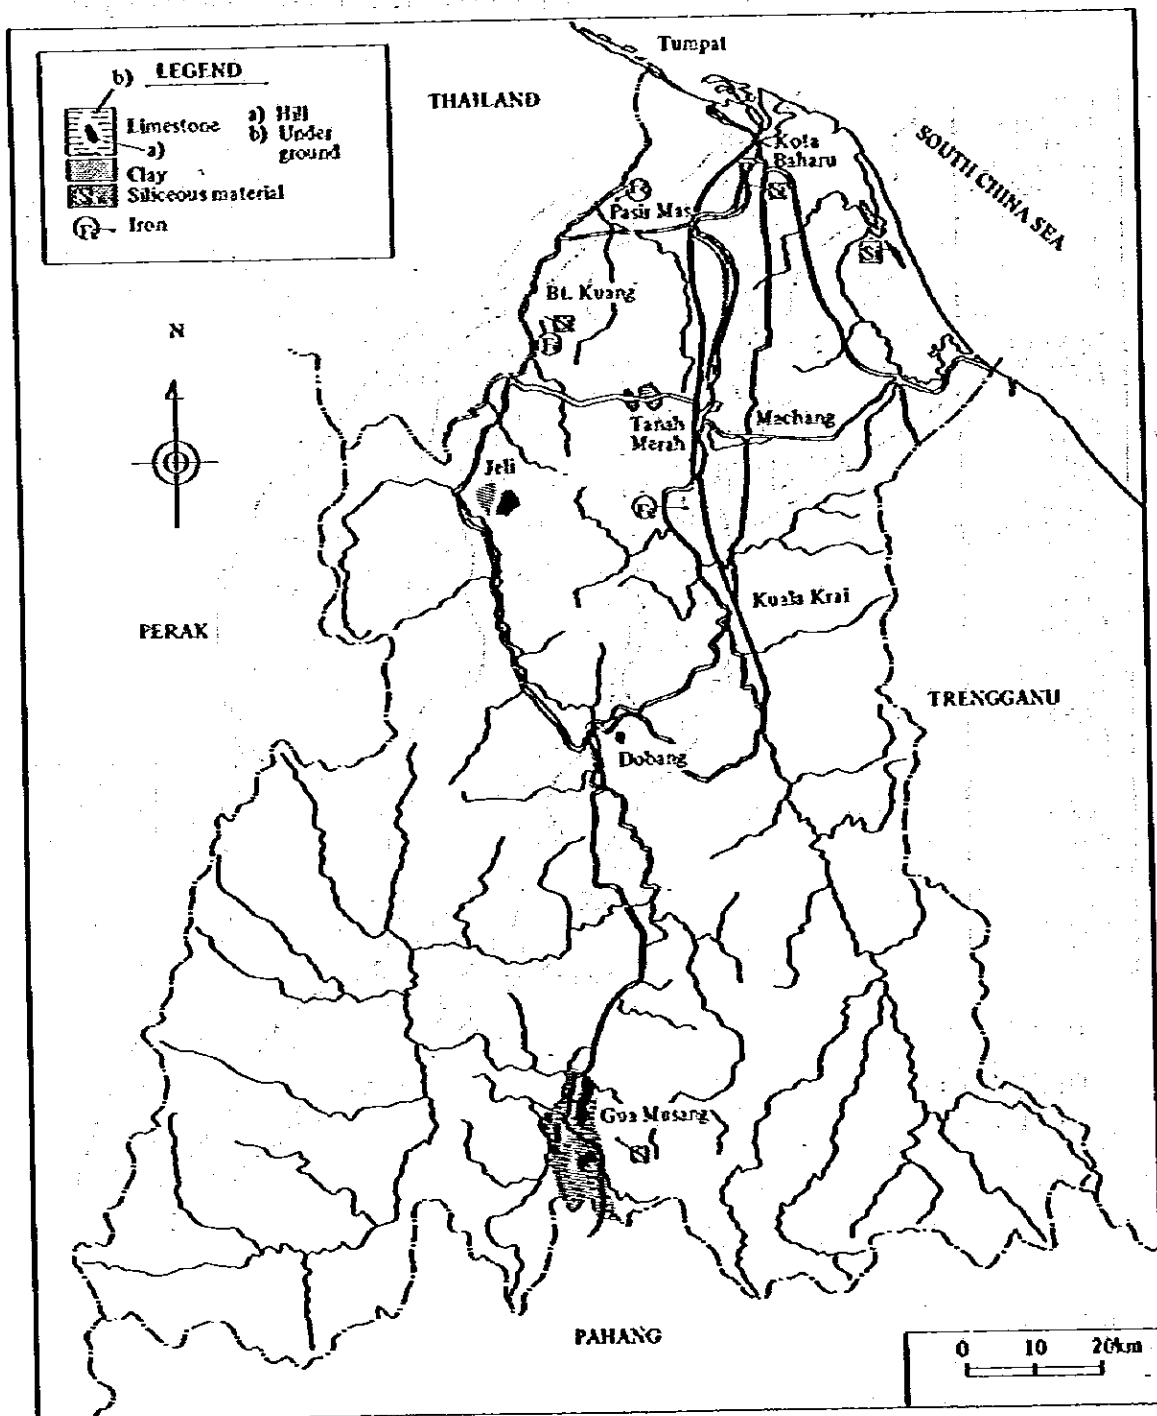 b) LEGEND
Limestone
a)
a) Hill
b) Under
ground
Clay
Si
Siliceous material
Fe
Iron
Tumpat
THAILAND
Kota
Baharu
SOUTH CHINA SEA
Fe
Pasir Mas
Si
Si
Bt. Kuang
Si
Fe
N
Tanah
Merah
Machang
Jeli
Fe
Kuala Krai
PERAK
TRENGGANU
Dobang
Gua Musang
Si
PAHANG
0 10 20km